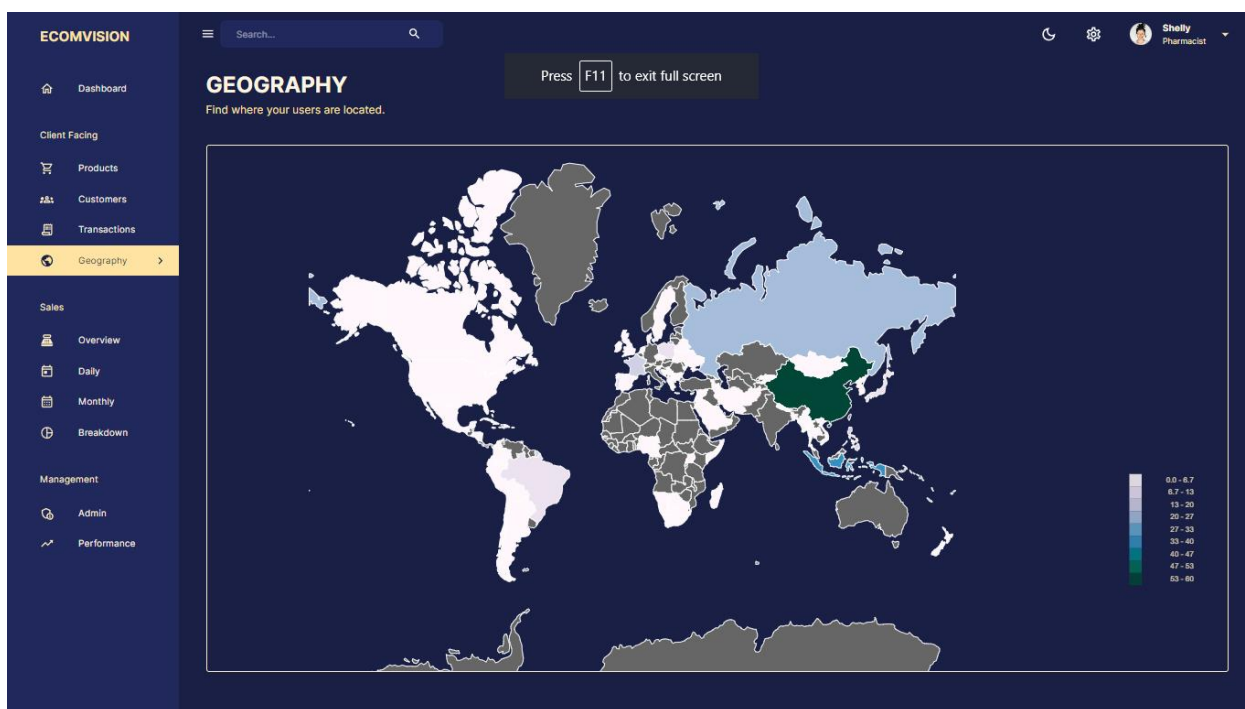 ECOMVISION
Search...
Shelly
Pharmacist
Press F11 to exit full screen
Dashboard
Client Facing
Products
Customers
Transactions
Geography
Sales
Overview
Daily
Monthly
Breakdown
Management
Admin
Performance
GEOGRAPHY
Find where your users are located.
0.0 - 6.7
6.7 - 13
13 - 20
20 - 27
27 - 33
33 - 40
40 - 47
47 - 53
53 - 60